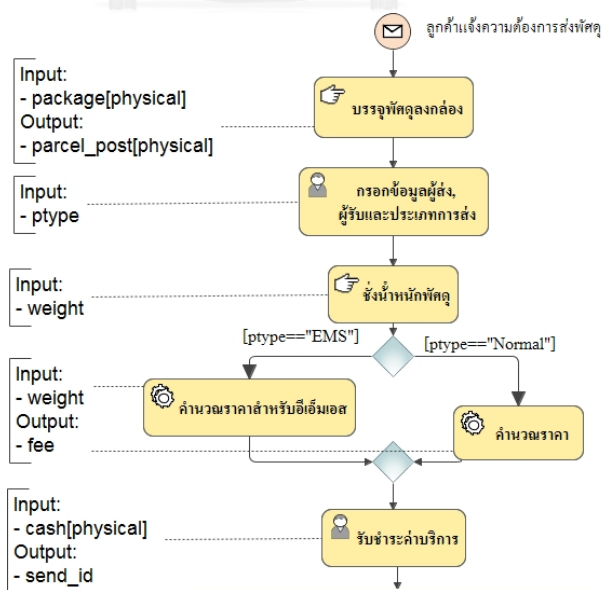 ลูกค้าแจ้งความต้องการส่งพัสดุ
Input:
- package[physical]
Output:
- parcel_post[physical]
บรรจุพัสดุลงกล่อง
Input:
- ptype
กรอกข้อมูลผู้ส่ง,
ผู้รับและประเภทการส่ง
Input:
- weight
ชั่งน้ำหนักพัสดุ
[ptype=="EMS"]
[ptype=="Normal"]
Input:
- weight
Output:
- fee
คำนวณราคาสำหรับอีเอ็มเอส
คำนวณราคา
Input:
- cash[physical]
Output:
- send_id
รับชำระค่าบริการ